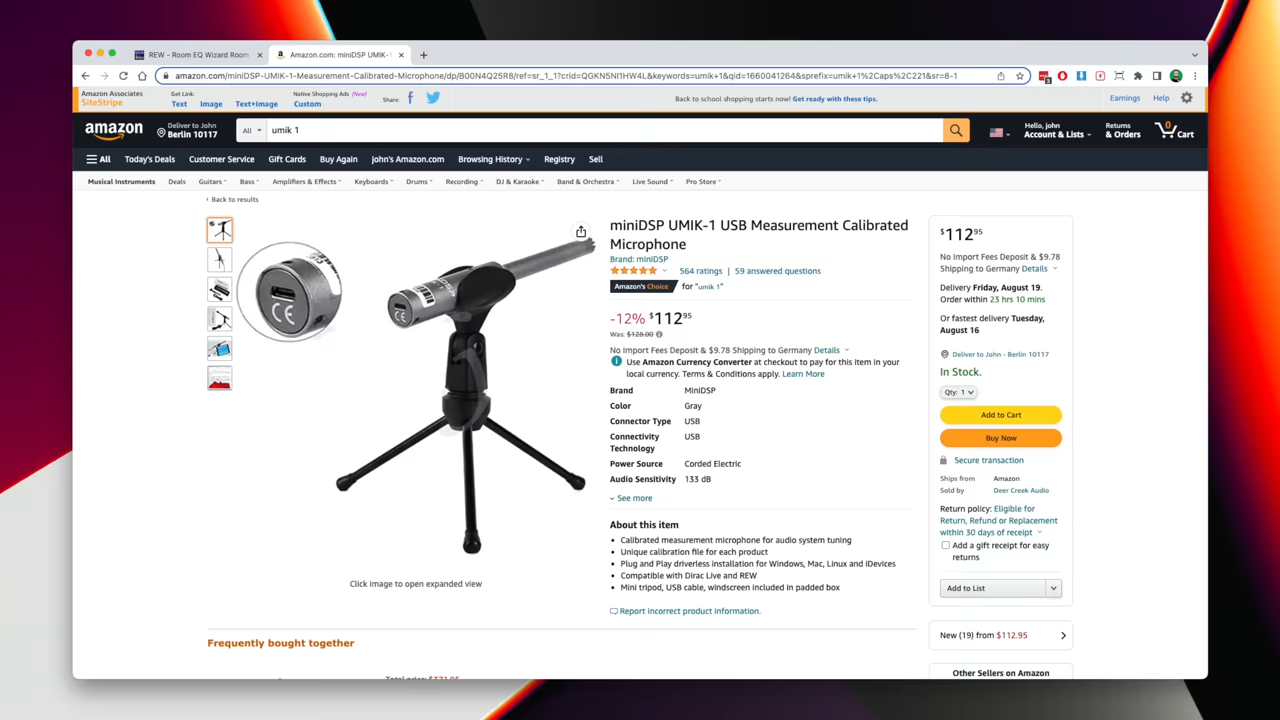 REW - Room EQ Wizard Room
Amazon.com: miniDSP UMIK-1
amazon.com/miniDSP-UMIK-1-Measurement-Calibrated-Microphone/dp/B00N4Q25R8/ref=sr_1_1?crid=QGKN5NI1HW4L&keywords=umik+1&qid=1660041264&sprefix=umik+1%2Caps%2C221&sr=8-1
Amazon Associates
SiteStripe
Get Link:
Text
Image
Text+Image
Native Shopping Ads (New)
Custom
Share:
Back to school shopping starts now! Get ready with these tips.
Earnings
Help
amazon
Deliver to John
Berlin 10117
All
umik 1
Hello, john
Account & Lists
Returns
& Orders
0
Cart
All
Today's Deals
Customer Service
Gift Cards
Buy Again
john's Amazon.com
Browsing History
Registry
Sell
Musical Instruments
Deals
Guitars
Bass
Amplifiers & Effects
Keyboards
Drums
Recording
DJ & Karaoke
Band & Orchestra
Live Sound
Pro Store
‹ Back to results
CE
CE
Click image to open expanded view
miniDSP UMIK-1 USB Measurement Calibrated
Microphone
Brand: miniDSP
564 ratings | 59 answered questions
Amazon's Choice for "umik 1"
-12% $112 95
Was: $128.00
No Import Fees Deposit & $9.78 Shipping to Germany Details
Use Amazon Currency Converter at checkout to pay for this item in your
local currency. Terms & Conditions apply. Learn More
Brand MiniDSP
Color Gray
Connector Type USB
Connectivity USB
Technology
Power Source Corded Electric
Audio Sensitivity 133 dB
See more
About this item
• Calibrated measurement microphone for audio system tuning
• Unique calibration file for each product
• Plug and Play driverless installation for Windows, Mac, Linux and iDevices
• Compatible with Dirac Live and REW
• Mini tripod, USB cable, windscreen included in padded box
Report incorrect product information.
$112 95
No Import Fees Deposit & $9.78
Shipping to Germany Details
Delivery Friday, August 19.
Order within 23 hrs 10 mins
Or fastest delivery Tuesday,
August 16
Deliver to John - Berlin 10117
In Stock.
Qty: 1
Add to Cart
Buy Now
Secure transaction
Ships from Amazon
Sold by Deer Creek Audio
Return policy: Eligible for
Return, Refund or Replacement
within 30 days of receipt
Add a gift receipt for easy
returns
Add to List
New (19) from $112.95
Other Sellers on Amazon
Frequently bought together